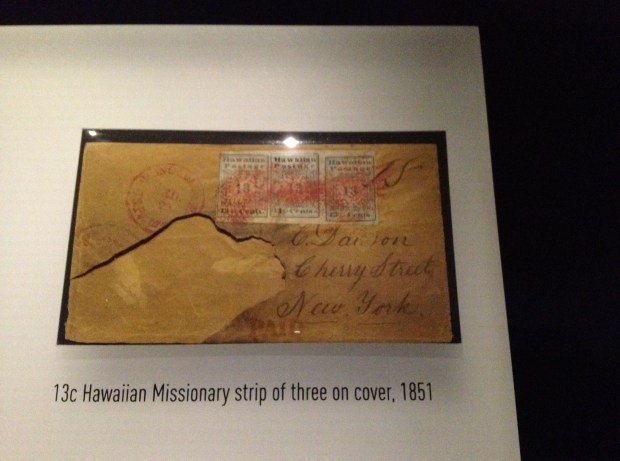 Hawaiian Hawaiian Hawaiian
Postage Postage Postage
13 13 13
Cents. Cents. Cents.
E. Dawson
Cherry Street
New York.
PAID
13c Hawaiian Missionary strip of three on cover, 1851